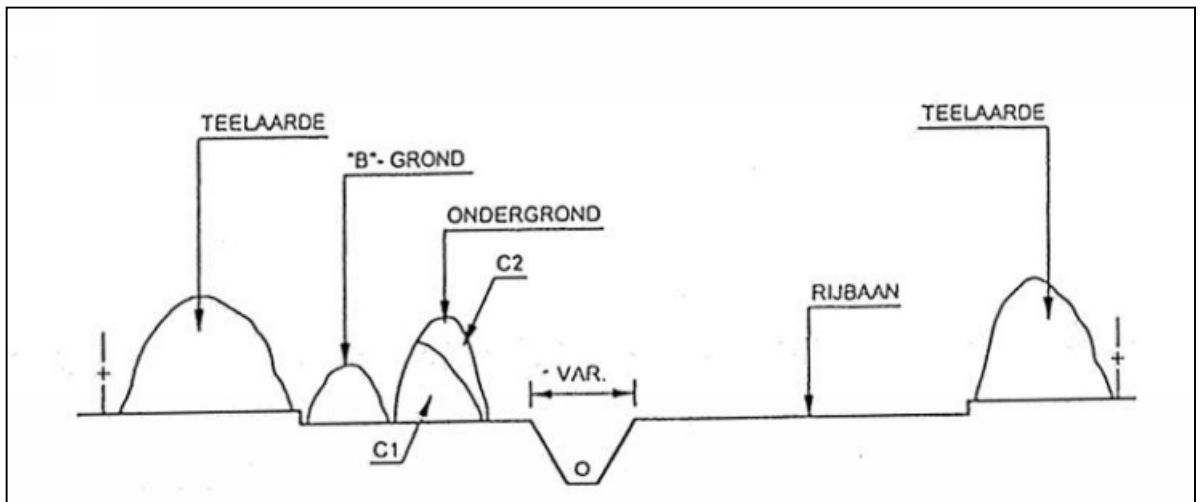 TEELAARDE
TEELAARDE
"B"- GROND
ONDERGROND
C2
RIJBAAN
* VAR.
C1
O